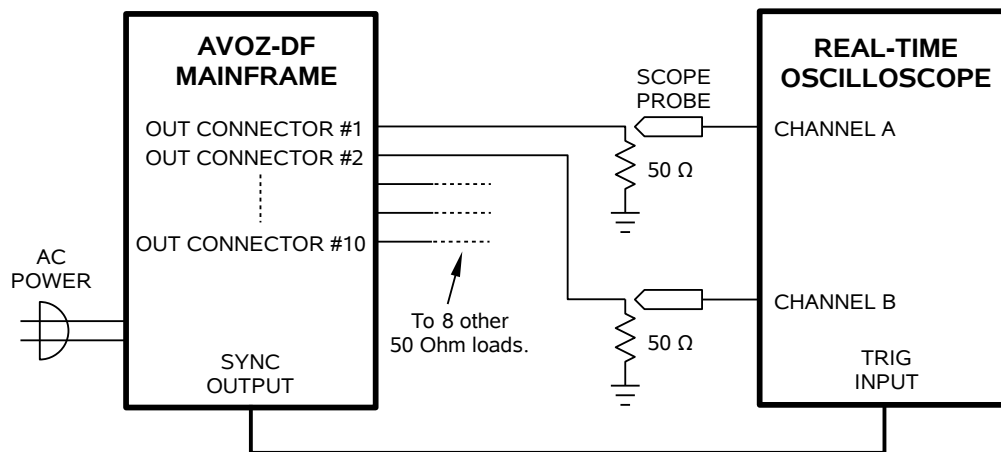 AVOZ-DF
MAINFRAME
OUT CONNECTOR #1
OUT CONNECTOR #2
OUT CONNECTOR #10
AC
POWER
SYNC
OUTPUT
To 8 other
50 Ohm loads.
SCOPE
PROBE
50 Ω
50 Ω
REAL-TIME
OSCILLOSCOPE
CHANNEL A
CHANNEL B
TRIG
INPUT